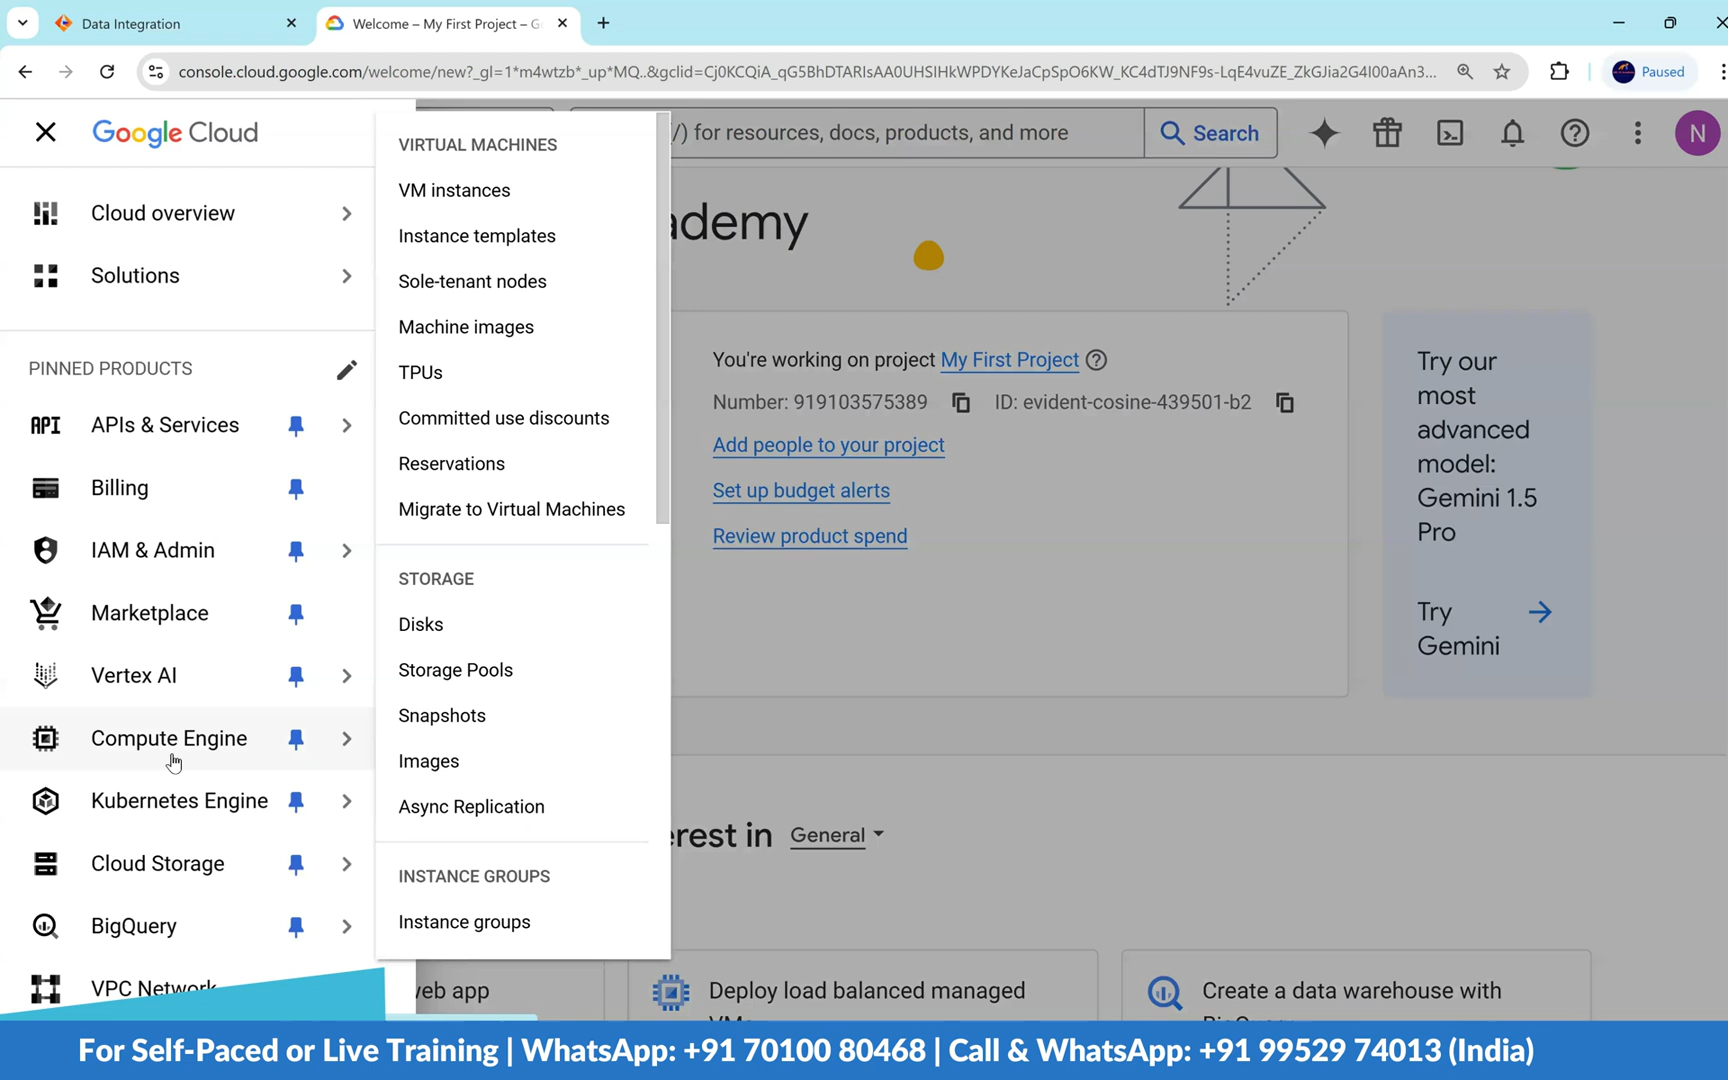 Data Integration
Welcome – My First Project – G
console.cloud.google.com/welcome/new?_gl=1*m4wtzb*_up*MQ..&gclid=Cj0KCQiA_qG5BhDTARIsAA0UHSIHkWPDYKeJaCpSpO6KW_KC4dTJ9NF9s-LqE4vuZE_ZkGJia2G4l00aAn3...
Paused
Google Cloud
/) for resources, docs, products, and more
Search
N
Cloud overview
Solutions
PINNED PRODUCTS
API APIs & Services
Billing
IAM & Admin
Marketplace
Vertex AI
Compute Engine
Kubernetes Engine
Cloud Storage
BigQuery
VPC Network
VIRTUAL MACHINES
VM instances
Instance templates
Sole-tenant nodes
Machine images
TPUs
Committed use discounts
Reservations
Migrate to Virtual Machines
STORAGE
Disks
Storage Pools
Snapshots
Images
Async Replication
INSTANCE GROUPS
Instance groups
ademy
You're working on project My First Project
Number: 919103575389 ID: evident-cosine-439501-b2
Add people to your project
Set up budget alerts
Review product spend
Try our
most
advanced
model:
Gemini 1.5
Pro
Try
Gemini
erest in General
veb app
Deploy load balanced managed
Create a data warehouse with
For Self-Paced or Live Training | WhatsApp: +91 70100 80468 | Call & WhatsApp: +91 99529 74013 (India)